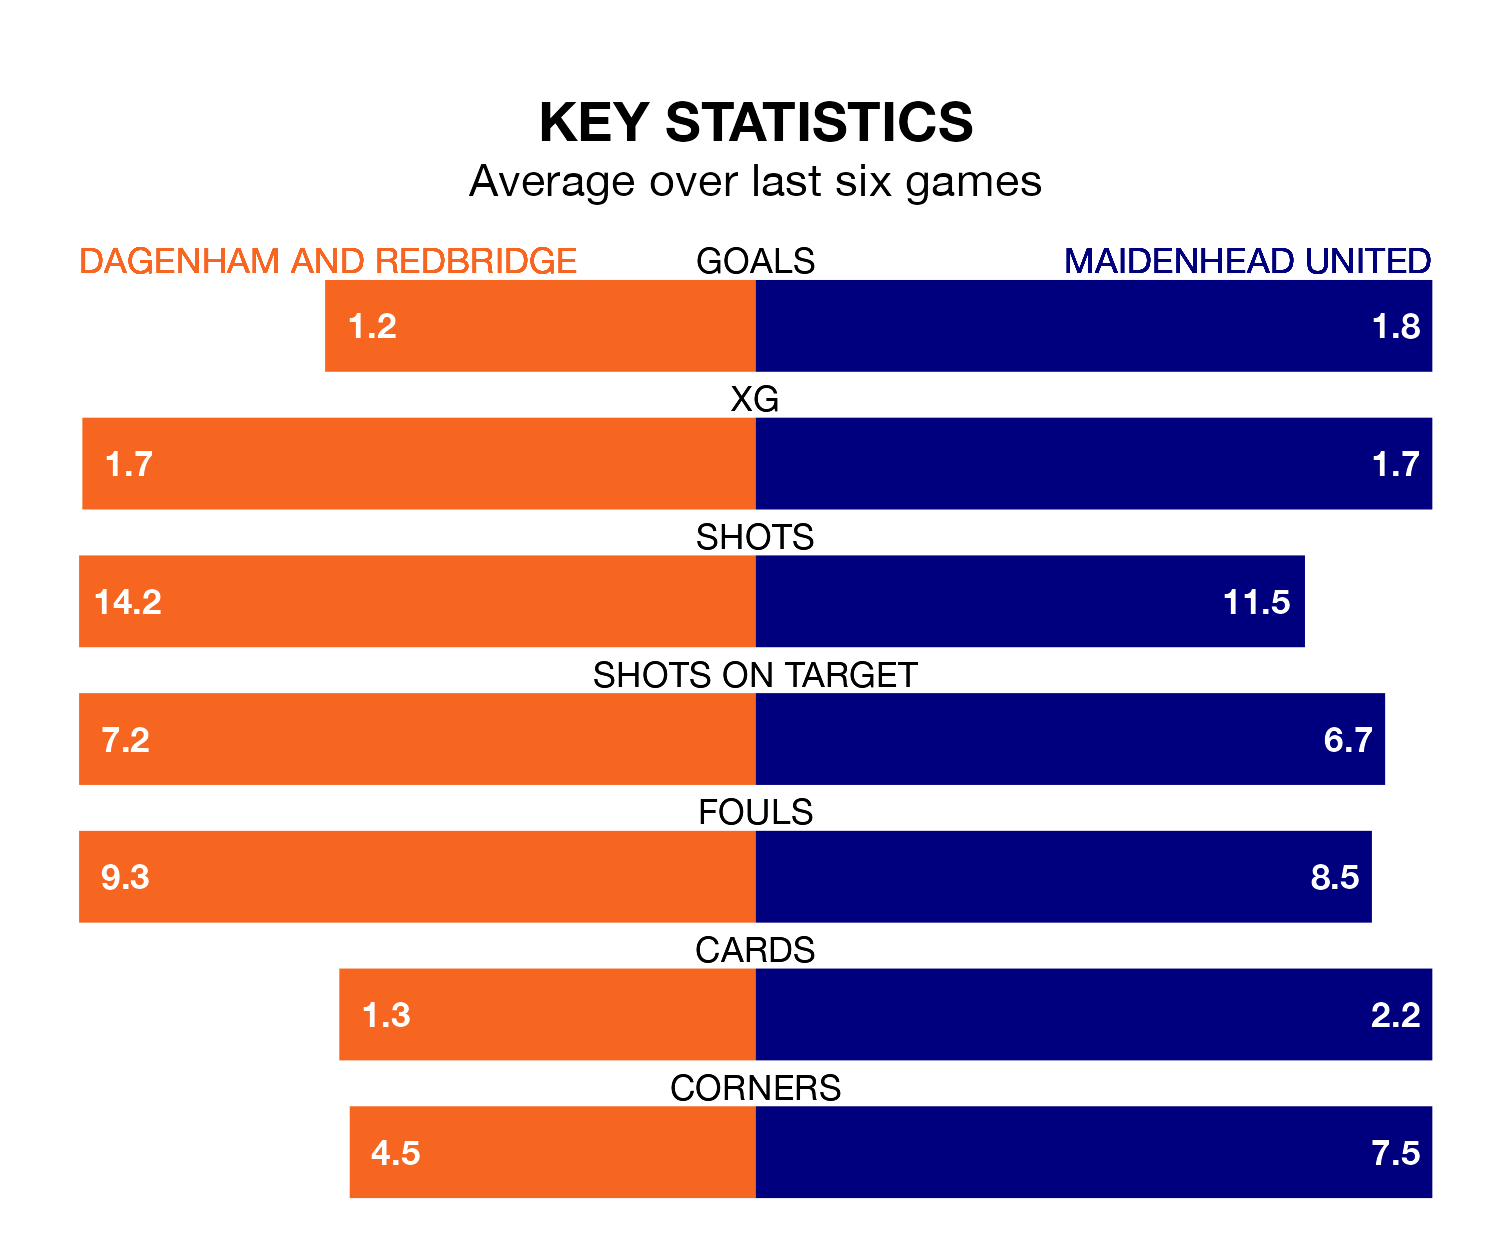 KEY STATISTICS
Average over last six games
DAGENHAM AND REDBRIDGE GOALS MAIDENHEAD UNITED
1.2 1.8
XG
1.7 1.7
SHOTS
14.2 11.5
SHOTS ON TARGET
7.2 6.7
FOULS
9.3 8.5
CARDS
1.3 2.2
CORNERS
4.5 7.5